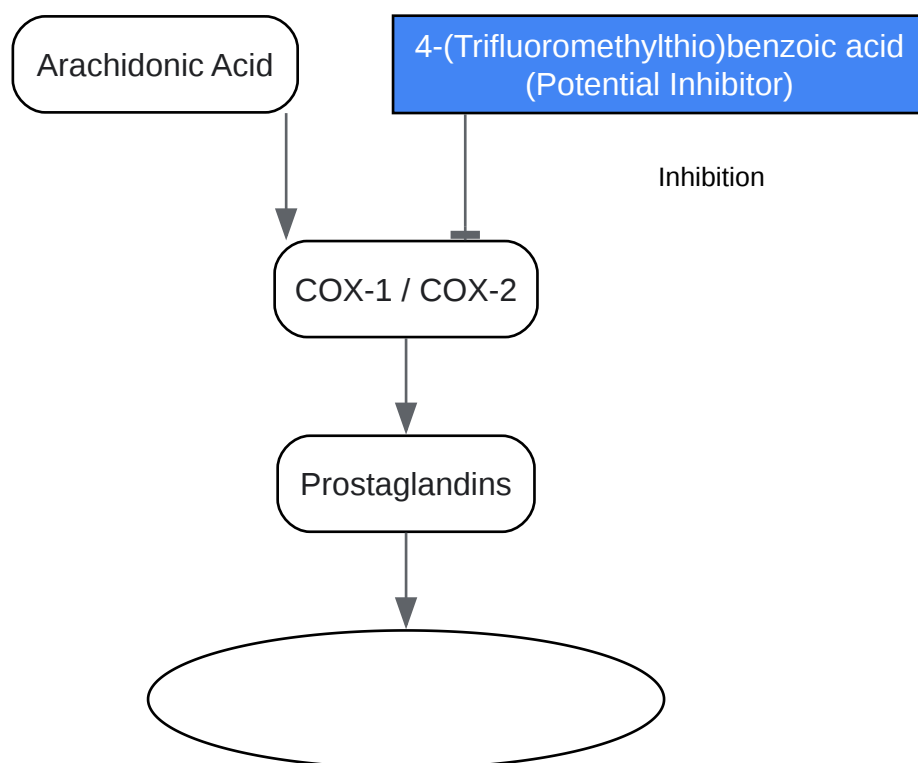 Arachidonic Acid
4-(Trifluoromethylthio)benzoic acid
(Potential Inhibitor)
Inhibition
COX-1 / COX-2
Prostaglandins